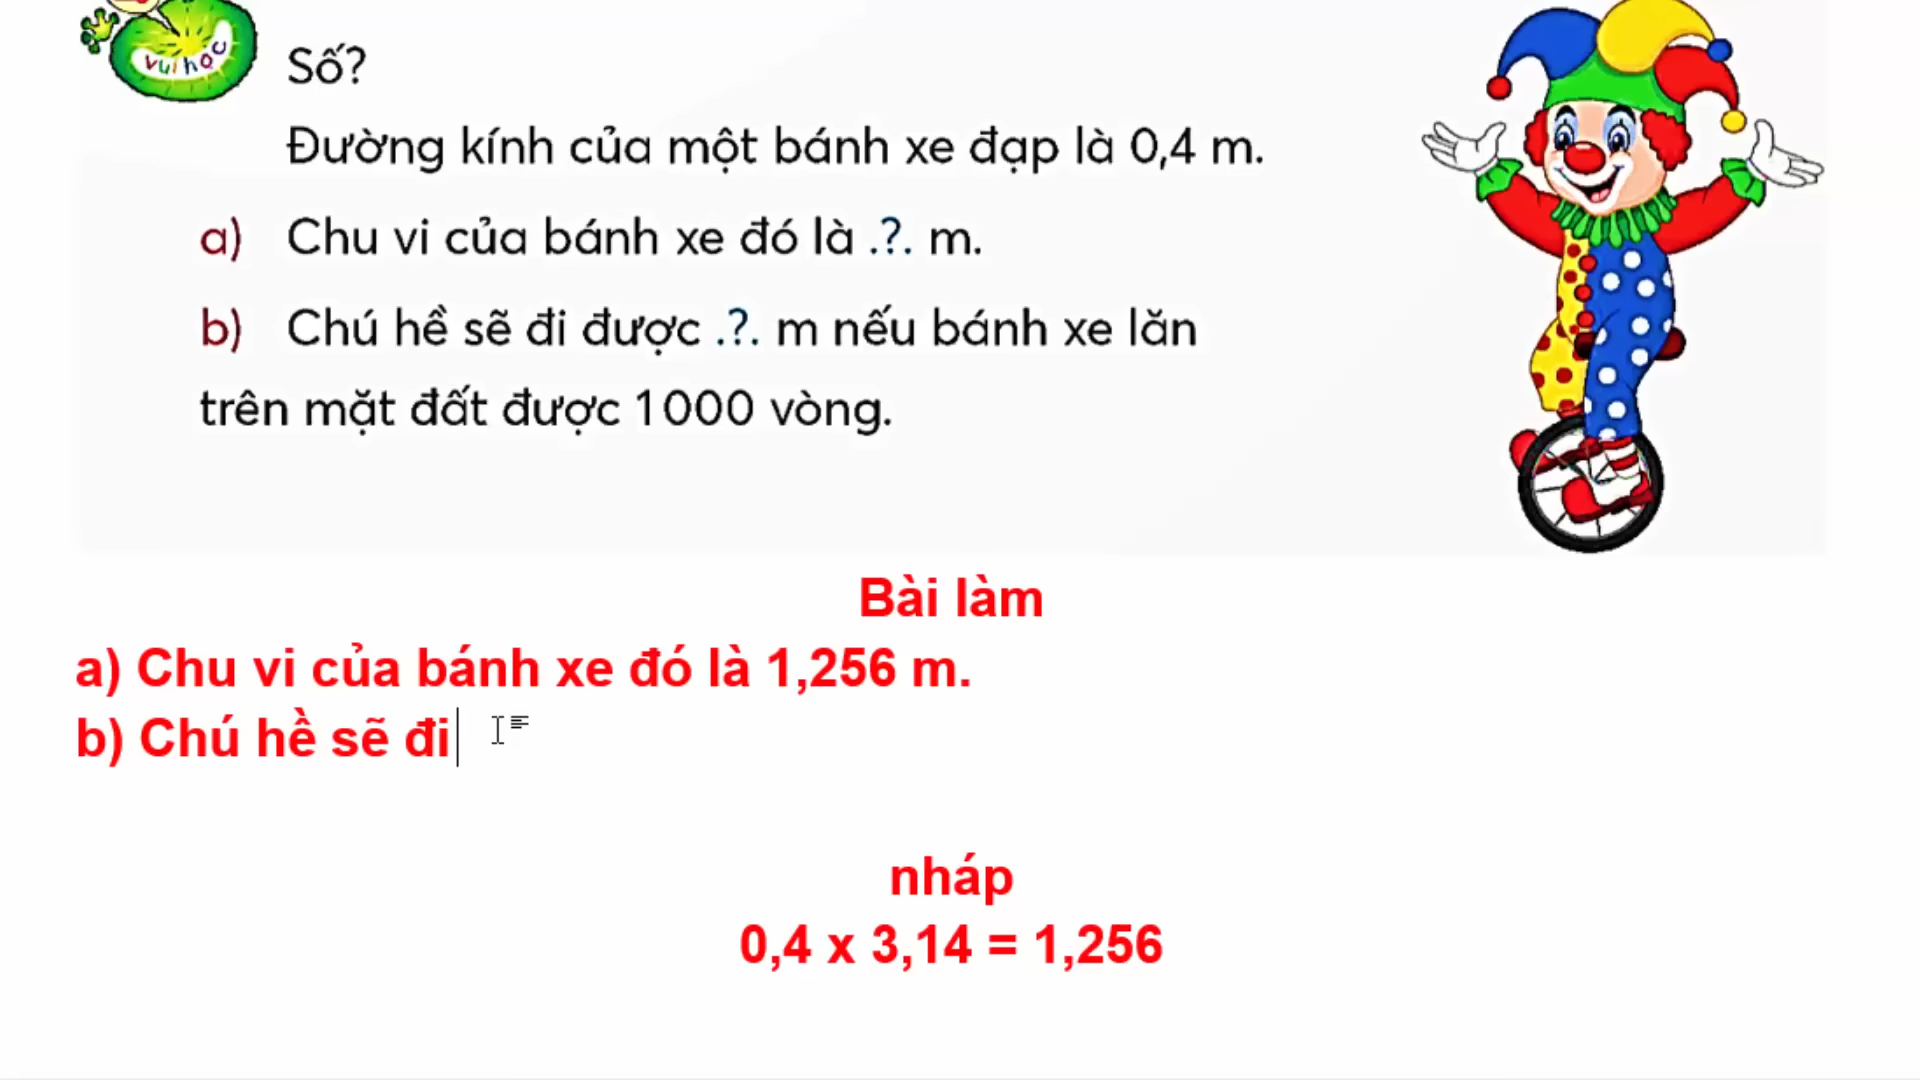 vui học
Số?
Đường kính của một bánh xe đạp là 0,4 m.
a) Chu vi của bánh xe đó là .?. m.
b) Chú hề sẽ đi được .?. m nếu bánh xe lăn
trên mặt đất được 1000 vòng.
Bài làm
a) Chu vi của bánh xe đó là 1,256 m.
b) Chú hề sẽ đi
nháp
0,4 x 3,14 = 1,256